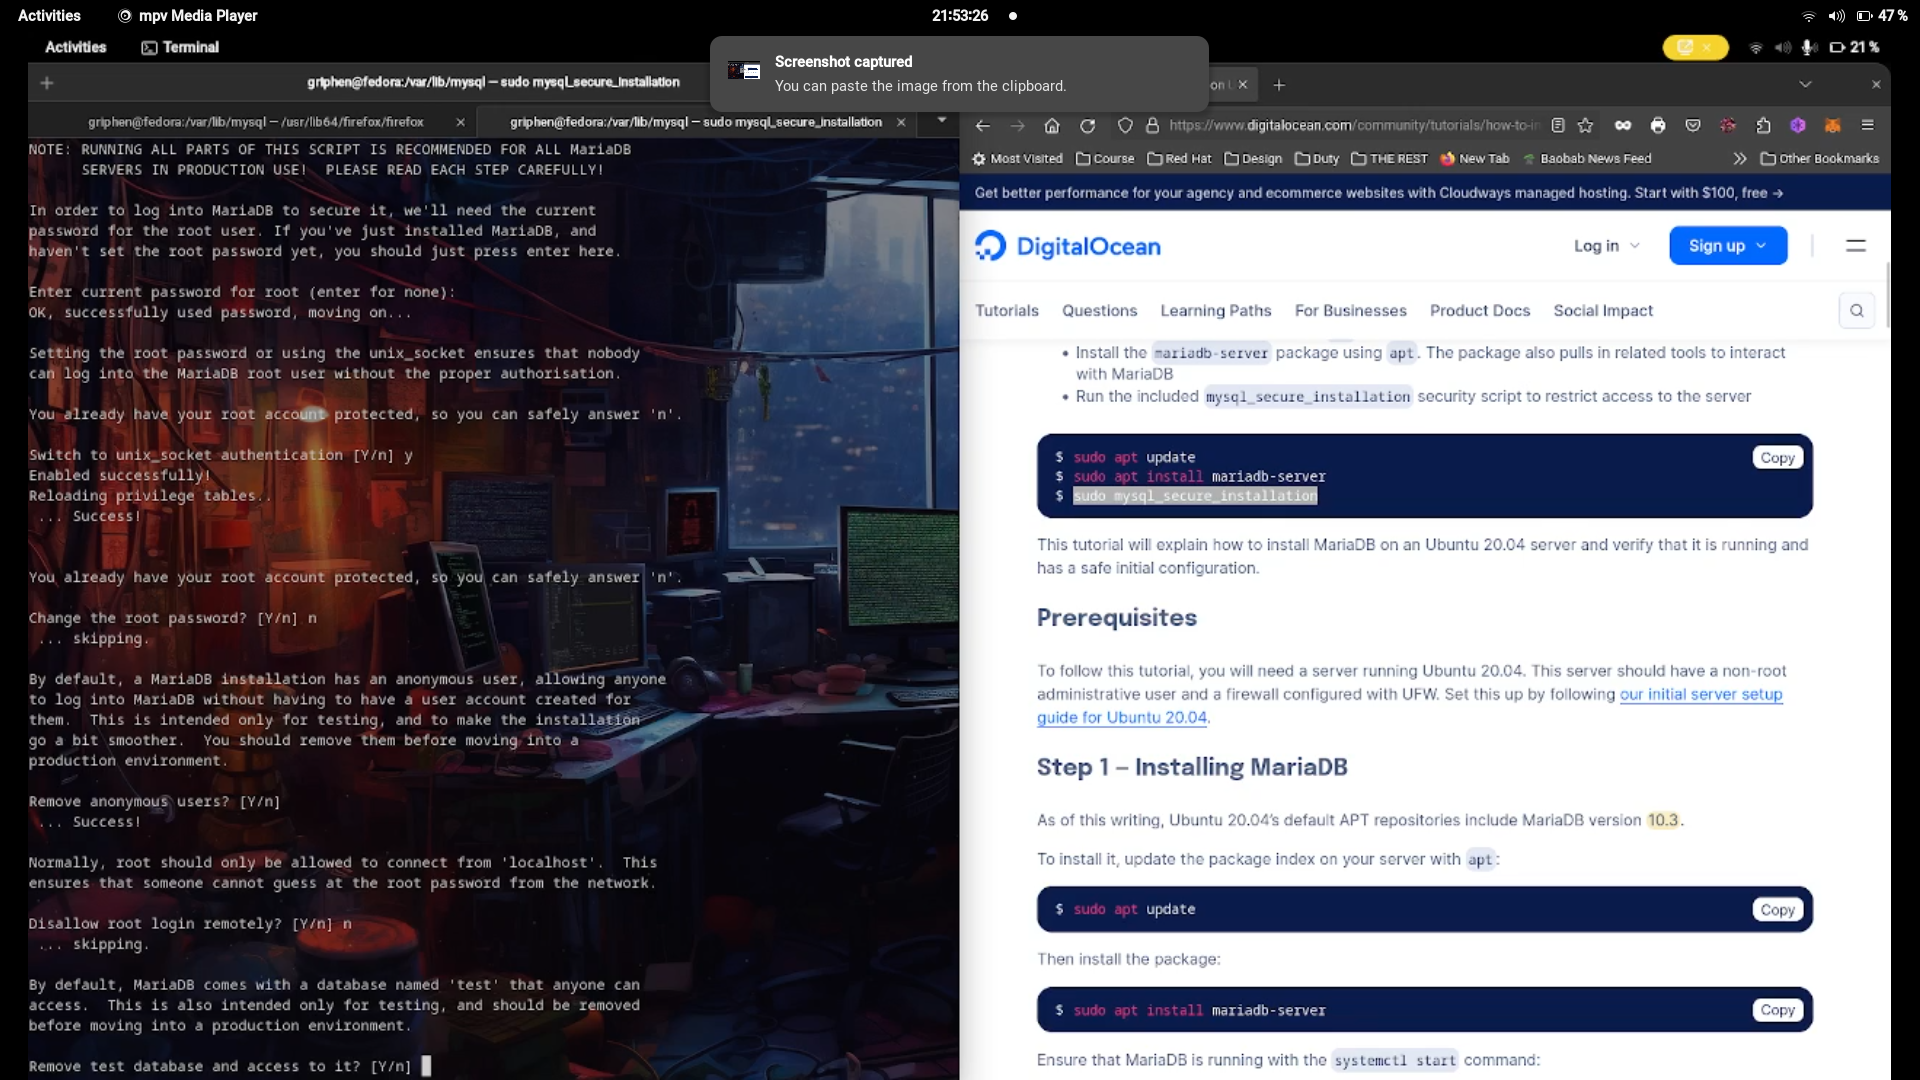 Activities mpv Media Player 21:53:26 47 %
Activities Terminal 21 %
Screenshot captured
You can paste the image from the clipboard.
griphen@fedora:/var/lib/mysql — sudo mysql_secure_installation
griphen@fedora:/var/lib/mysql — /usr/lib64/firefox/firefox griphen@fedora:/var/lib/mysql — sudo mysql_secure_installation
NOTE: RUNNING ALL PARTS OF THIS SCRIPT IS RECOMMENDED FOR ALL MariaDB
SERVERS IN PRODUCTION USE! PLEASE READ EACH STEP CAREFULLY!
In order to log into MariaDB to secure it, we'll need the current
password for the root user. If you've just installed MariaDB, and
haven't set the root password yet, you should just press enter here.
Enter current password for root (enter for none):
OK, successfully used password, moving on...
Setting the root password or using the unix_socket ensures that nobody
can log into the MariaDB root user without the proper authorisation.
You already have your root account protected, so you can safely answer 'n'.
Switch to unix_socket authentication [Y/n] y
Enabled successfully!
Reloading privilege tables..
... Success!
You already have your root account protected, so you can safely answer 'n'.
Change the root password? [Y/n] n
... skipping.
By default, a MariaDB installation has an anonymous user, allowing anyone
to log into MariaDB without having to have a user account created for
them. This is intended only for testing, and to make the installation
go a bit smoother. You should remove them before moving into a
production environment.
Remove anonymous users? [Y/n]
... Success!
Normally, root should only be allowed to connect from 'localhost'. This
ensures that someone cannot guess at the root password from the network.
Disallow root login remotely? [Y/n] n
... skipping.
By default, MariaDB comes with a database named 'test' that anyone can
access. This is also intended only for testing, and should be removed
before moving into a production environment.
Remove test database and access to it? [Y/n]
https://www.digitalocean.com/community/tutorials/how-to-in
Most Visited Course Red Hat Design Duty THE REST New Tab Baobab News Feed Other Bookmarks
Get better performance for your agency and ecommerce websites with Cloudways managed hosting. Start with $100, free →
DigitalOcean Log in Sign up
Tutorials Questions Learning Paths For Businesses Product Docs Social Impact
• Install the mariadb-server package using apt. The package also pulls in related tools to interact
with MariaDB
• Run the included mysql_secure_installation security script to restrict access to the server
$ sudo apt update Copy
$ sudo apt install mariadb-server
$ sudo mysql_secure_installation
This tutorial will explain how to install MariaDB on an Ubuntu 20.04 server and verify that it is running and
has a safe initial configuration.
Prerequisites
To follow this tutorial, you will need a server running Ubuntu 20.04. This server should have a non-root
administrative user and a firewall configured with UFW. Set this up by following our initial server setup
guide for Ubuntu 20.04.
Step 1 – Installing MariaDB
As of this writing, Ubuntu 20.04's default APT repositories include MariaDB version 10.3.
To install it, update the package index on your server with apt:
$ sudo apt update Copy
Then install the package:
$ sudo apt install mariadb-server Copy
Ensure that MariaDB is running with the systemctl start command: